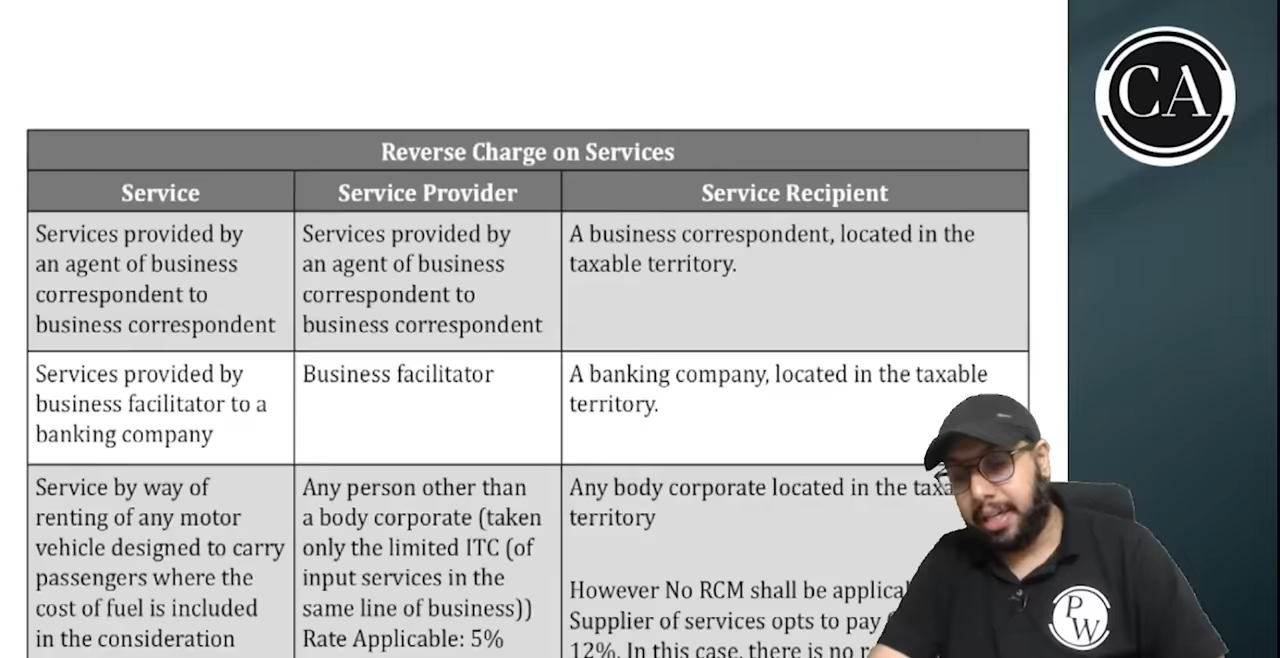 CA
Reverse Charge on Services
Service
Service Provider
Service Recipient
Services provided by
an agent of business
correspondent to
business correspondent
Services provided by
an agent of business
correspondent to
business correspondent
A business correspondent, located in the
taxable territory.
Services provided by
business facilitator to a
banking company
Business facilitator
A banking company, located in the taxable
territory.
Service by way of
renting of any motor
vehicle designed to carry
passengers where the
cost of fuel is included
in the consideration
Any person other than
a body corporate (taken
only the limited ITC (of
input services in the
same line of business))
Rate Applicable: 5%
Any body corporate located in the
territory
However No RCM shall be
Supplier of services opts to pay
12%. In this case, there is no
PW